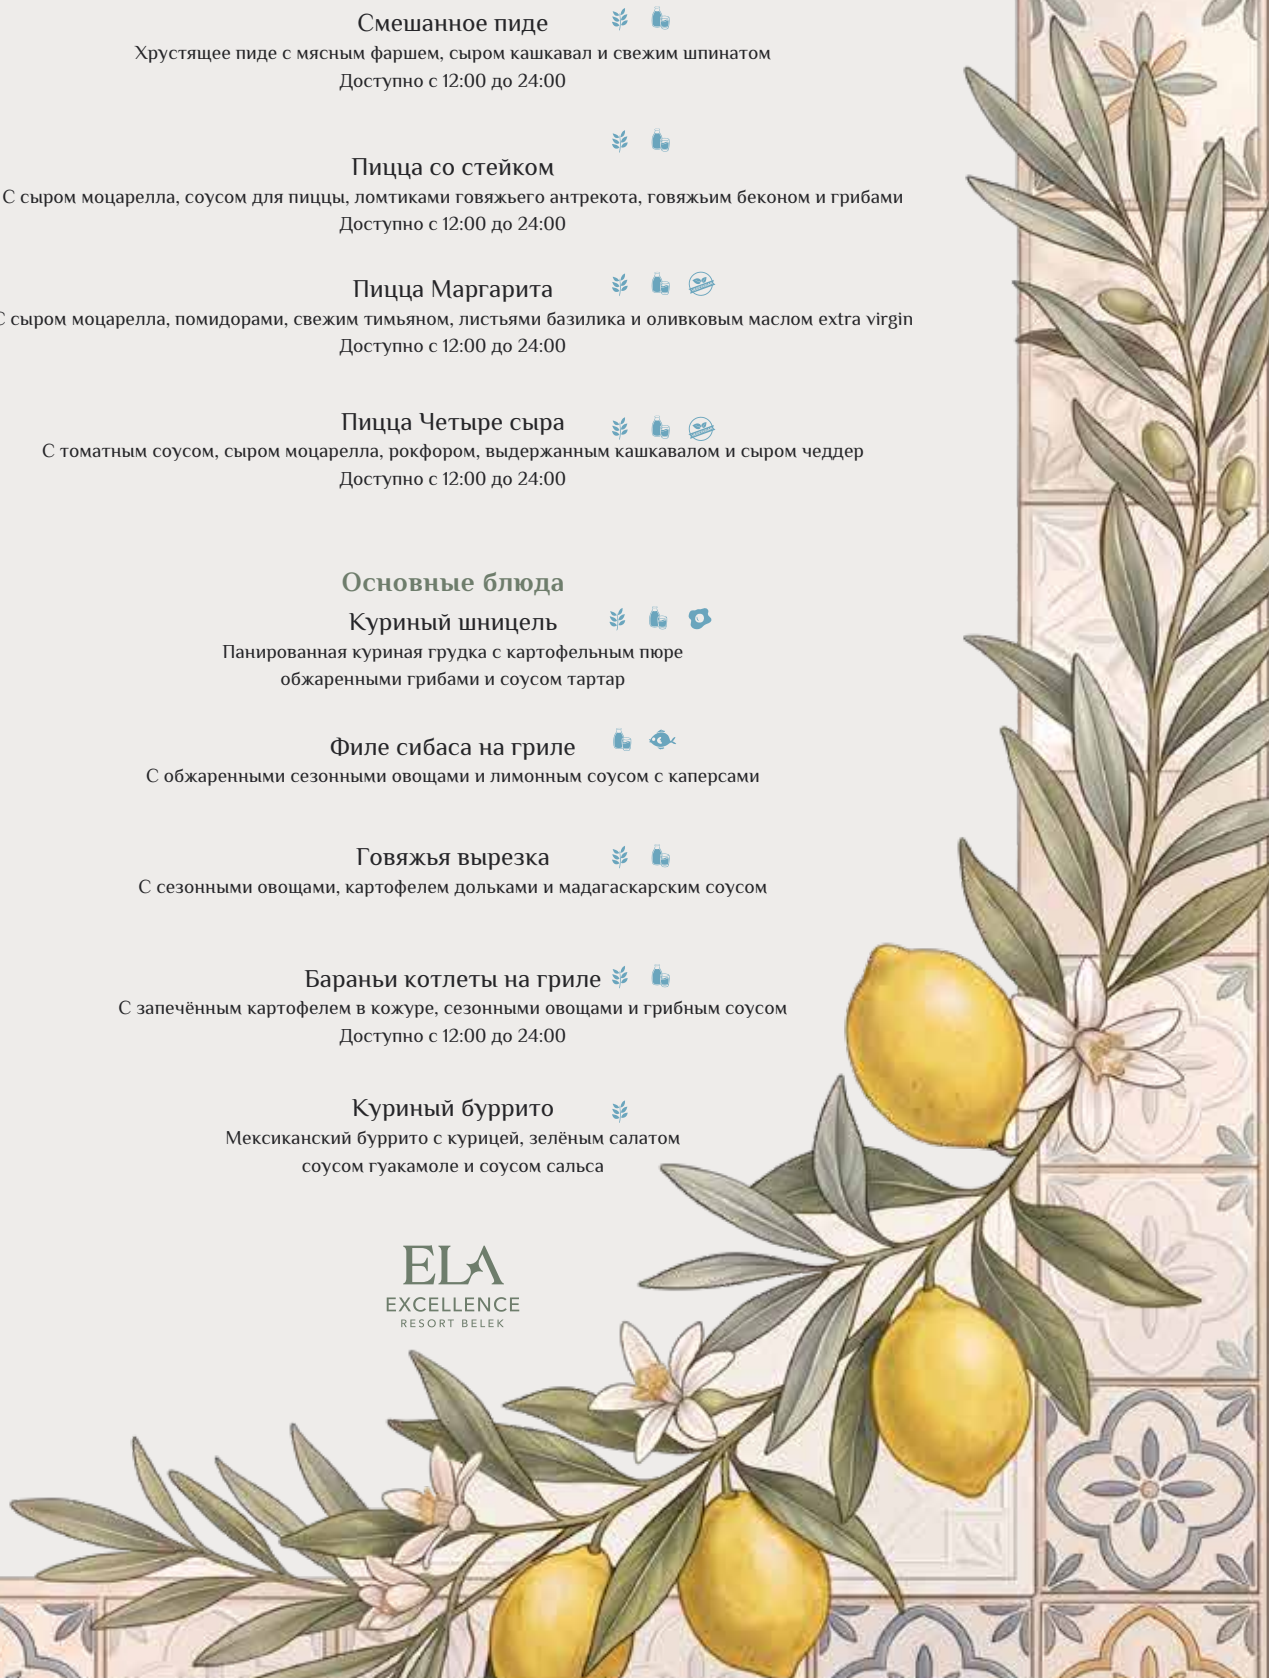 Смешанное пиде
Хрустящее пиде с мясным фаршем, сыром кашкавал и свежим шпинатом
Доступно с 12:00 до 24:00
Пицца со стейком
С сыром моцарелла, соусом для пиццы, ломтиками говяжьего антрекота, говяжьим беконом и грибами
Доступно с 12:00 до 24:00
Пицца Маргарита
С сыром моцарелла, помидорами, свежим тимьяном, листьями базилика и оливковым маслом extra virgin
Доступно с 12:00 до 24:00
Пицца Четыре сыра
С томатным соусом, сыром моцарелла, рокфором, выдержанным кашкавалом и сыром чеддер
Доступно с 12:00 до 24:00
Основные блюда
Куриный шницель
Панированная куриная грудка с картофельным пюре
обжаренными грибами и соусом тартар
Филе сибаса на гриле
С обжаренными сезонными овощами и лимонным соусом с каперсами
Говяжья вырезка
С сезонными овощами, картофелем дольками и мадагаскарским соусом
Бараньи котлеты на гриле
С запечённым картофелем в кожуре, сезонными овощами и грибным соусом
Доступно с 12:00 до 24:00
Куриный буррито
Мексиканский буррито с курицей, зелёным салатом
соусом гуакамоле и соусом сальса
ELA
EXCELLENCE
RESORT BELEK